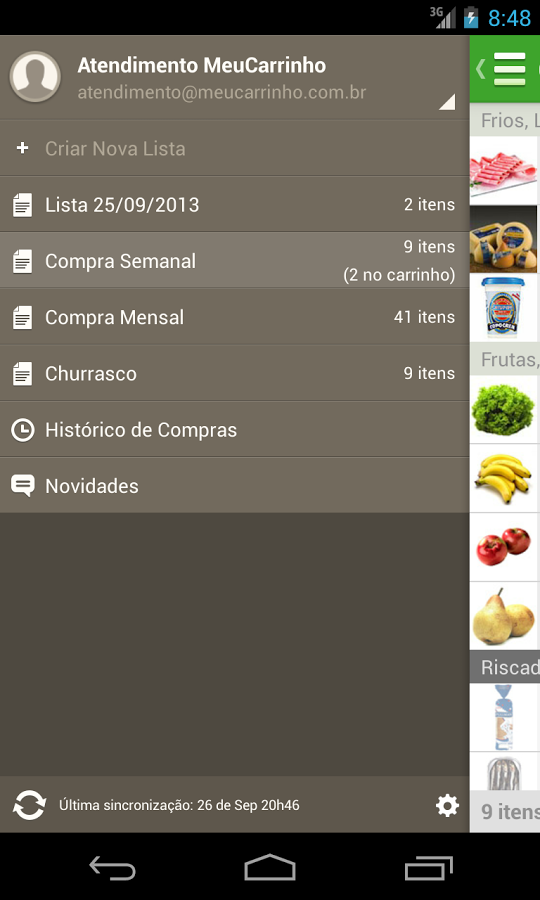 3G 8:48
Atendimento MeuCarrinho
atendimento@meucarrinho.com.br
+ Criar Nova Lista
Lista 25/09/2013 2 itens
Compra Semanal 9 itens
(2 no carrinho)
Compra Mensal 41 itens
Churrasco 9 itens
Histórico de Compras
Novidades
Última sincronização: 26 de Sep 20h46
Frios, L
Frutas,
Riscad
9 itens